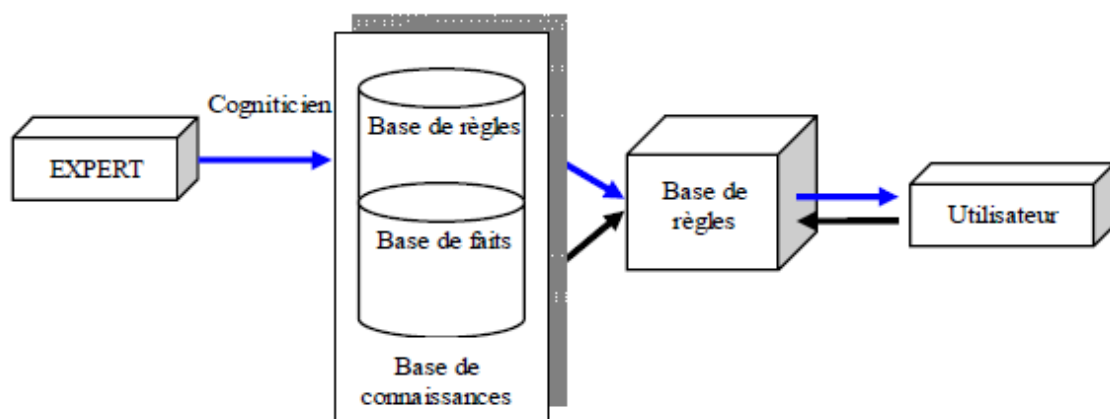 Cogniticien
EXPERT
Base de règles
Base de faits
Base de
connaissances
Base de
règles
Utilisateur